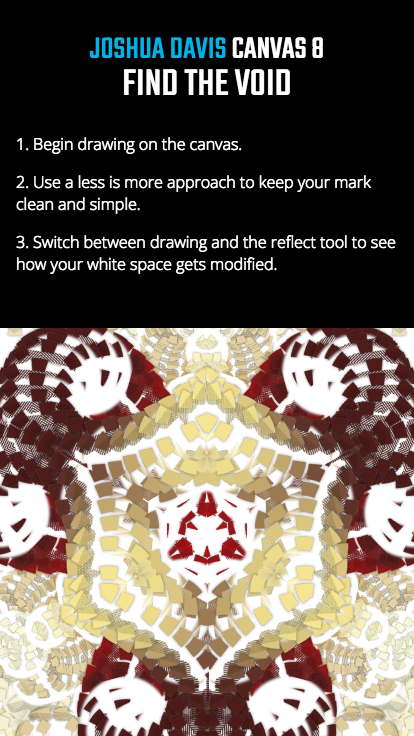 JOSHUA DAVIS CANVAS 8
FIND THE VOID
1. Begin drawing on the canvas.
2. Use a less is more approach to keep your mark
clean and simple.
3. Switch between drawing and the reflect tool to see
how your white space gets modified.